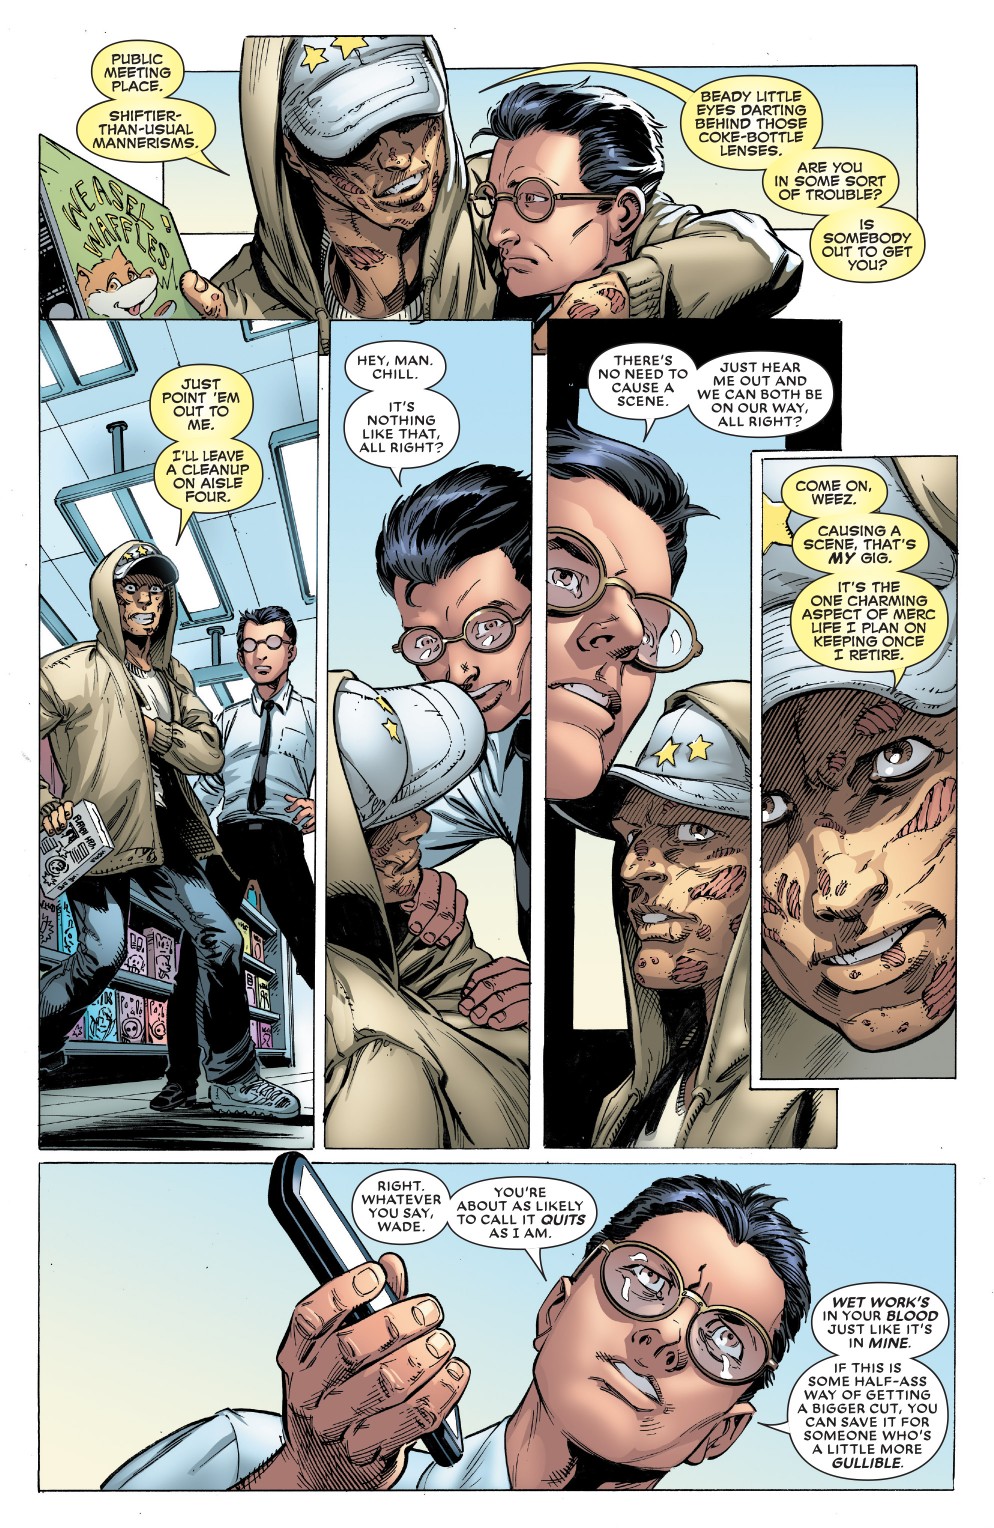 PUBLIC
MEETING
PLACE.
SHIFTIER-
THAN-USUAL
MANNERISMS.
WEASEL
WAFFLES
BEADY LITTLE
EYES DARTING
BEHIND THOSE
COKE-BOTTLE
LENSES.
ARE YOU
IN SOME SORT
OF TROUBLE?
IS
SOMEBODY
OUT TO GET
YOU?
JUST
POINT 'EM
OUT TO
ME.
I'LL LEAVE
A CLEANUP
ON AISLE
FOUR.
HEY, MAN.
CHILL.
IT'S
NOTHING
LIKE THAT,
ALL RIGHT?
THERE'S
NO NEED TO
CAUSE A
SCENE.
JUST HEAR
ME OUT AND
WE CAN BOTH BE
ON OUR WAY,
ALL RIGHT?
COME ON,
WEEZ.
CAUSING A
SCENE, THAT'S
MY GIG.
IT'S THE
ONE CHARMING
ASPECT OF MERC
LIFE I PLAN ON
KEEPING ONCE
I RETIRE.
RIGHT.
WHATEVER
YOU SAY,
WADE.
YOU'RE
ABOUT AS LIKELY
TO CALL IT QUITS
AS I AM.
WET WORK'S
IN YOUR BLOOD
JUST LIKE IT'S
IN MINE.
IF THIS IS
SOME HALF-ASS
WAY OF GETTING
A BIGGER CUT, YOU
CAN SAVE IT FOR
SOMEONE WHO'S
A LITTLE MORE
GULLIBLE.